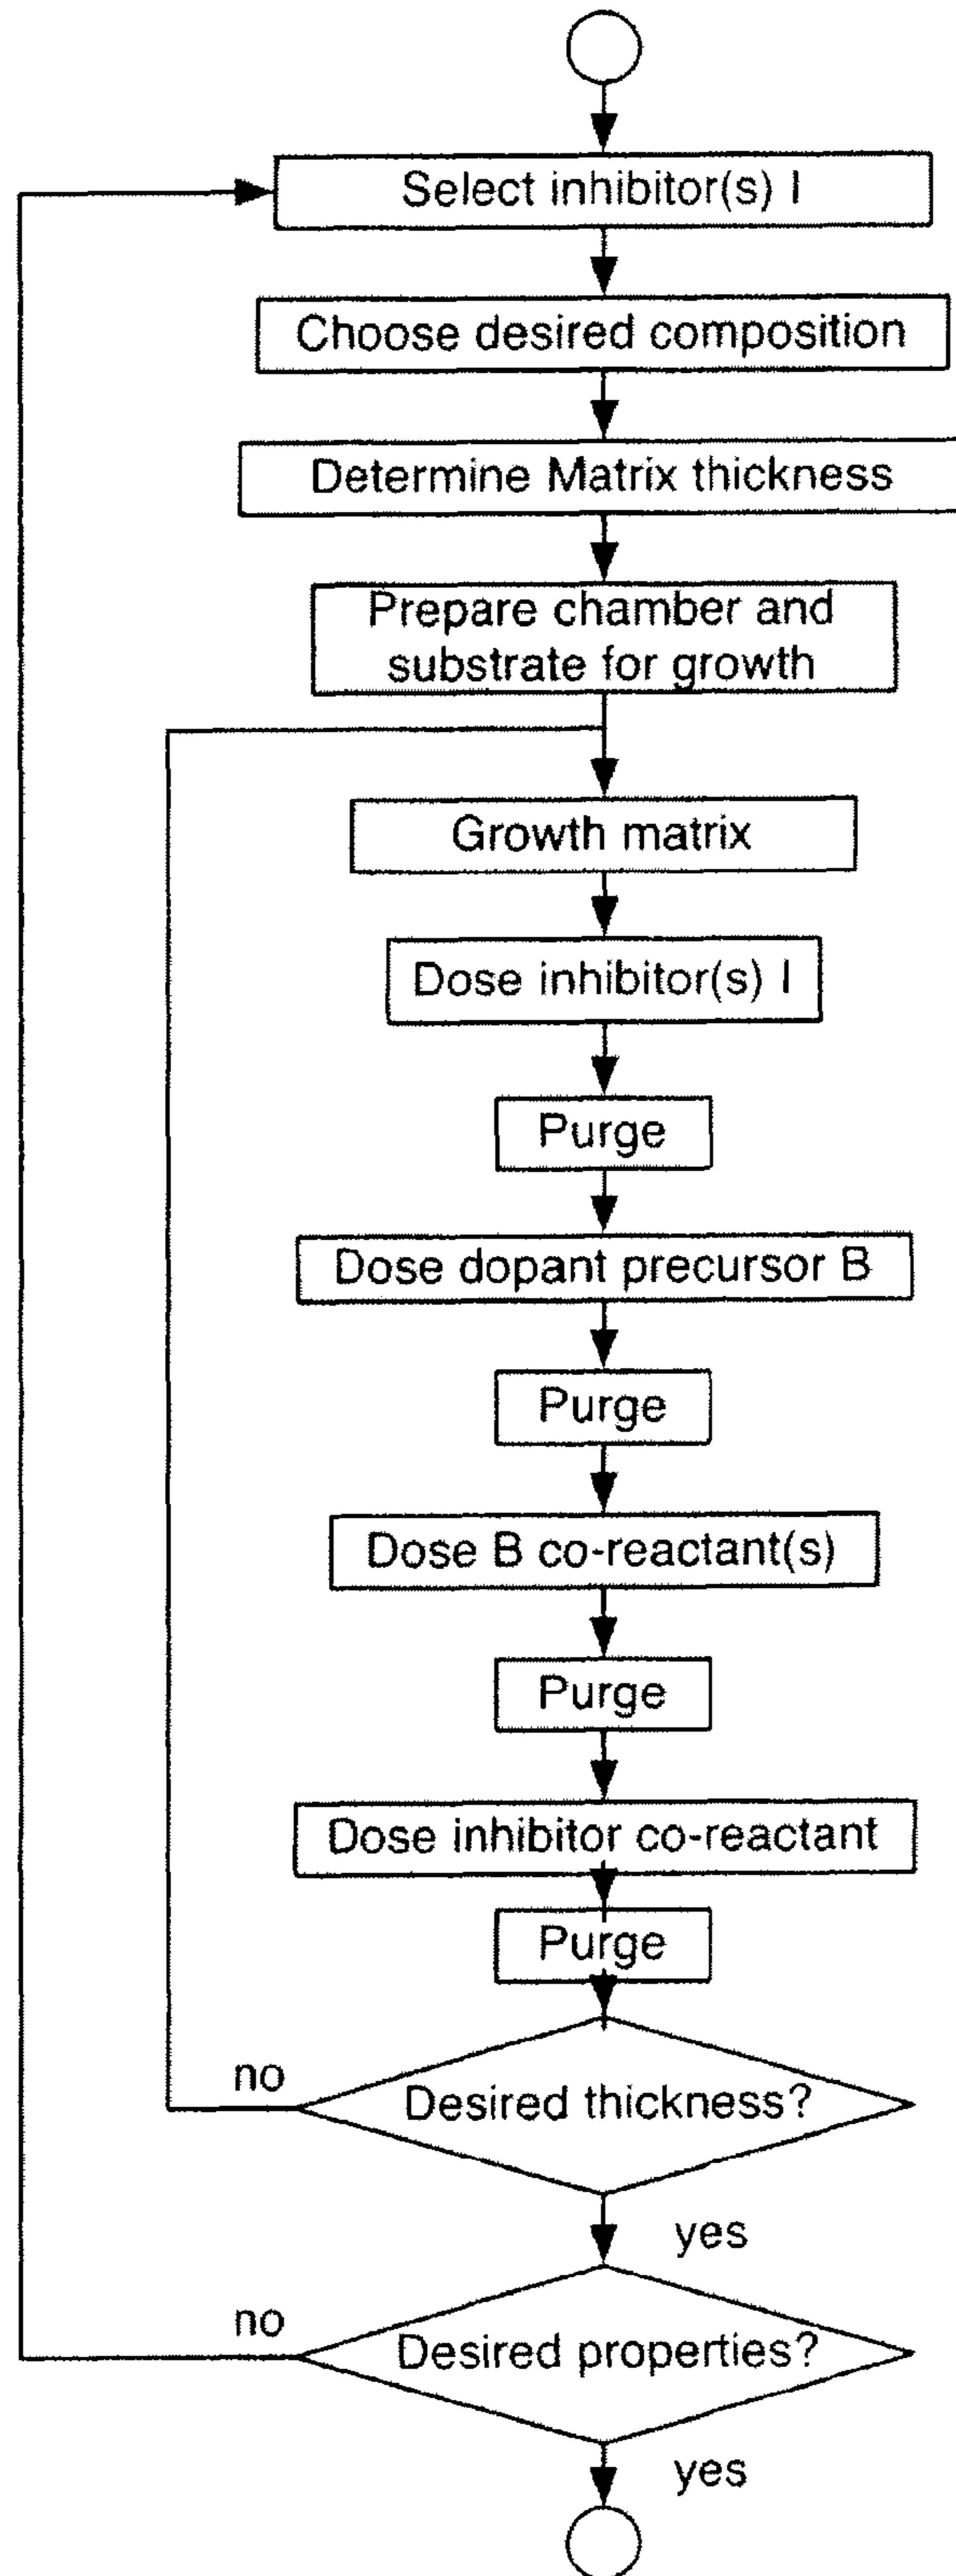 Select inhibitor(s) I
Choose desired composition
Determine Matrix thickness
Prepare chamber and
substrate for growth
Growth matrix
Dose inhibitor(s) I
Purge
Dose dopant precursor B
Purge
Dose B co-reactant(s)
Purge
Dose inhibitor co-reactant
Purge
no
Desired thickness?
yes
no
Desired properties?
yes